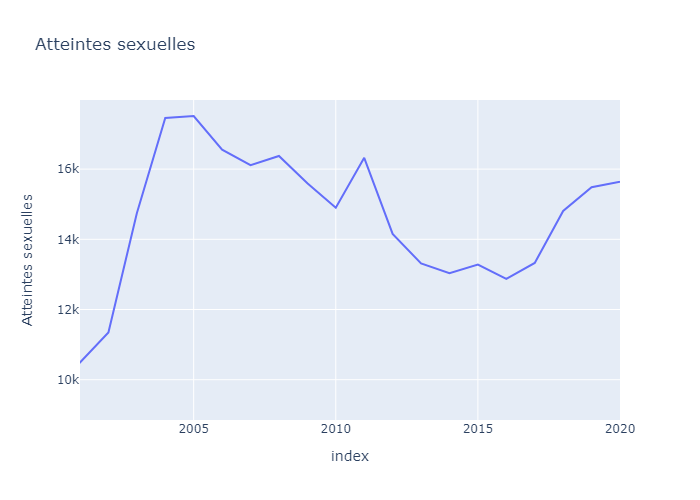 Atteintes sexuelles
Atteintes sexuelles
16k
14k
12k
10k
2005
2010
2015
2020
index